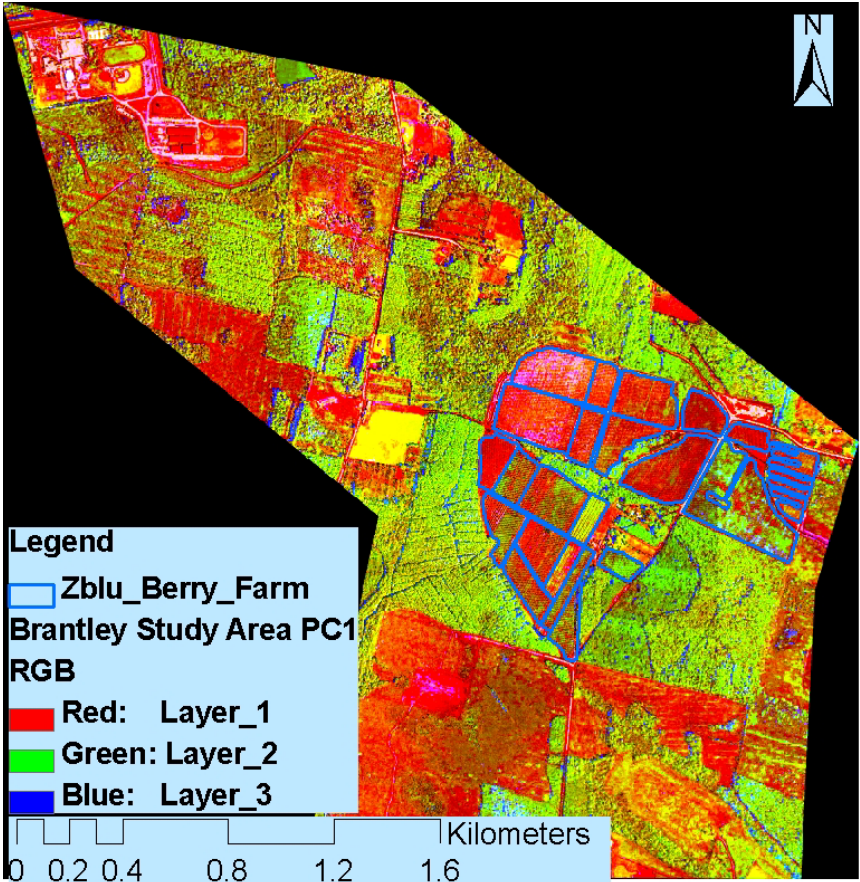 N
Legend
Zblu_Berry_Farm
Brantley Study Area PC1
RGB
Red: Layer_1
Green: Layer_2
Blue: Layer_3
Kilometers
0 0.2 0.4 0.8 1.2 1.6